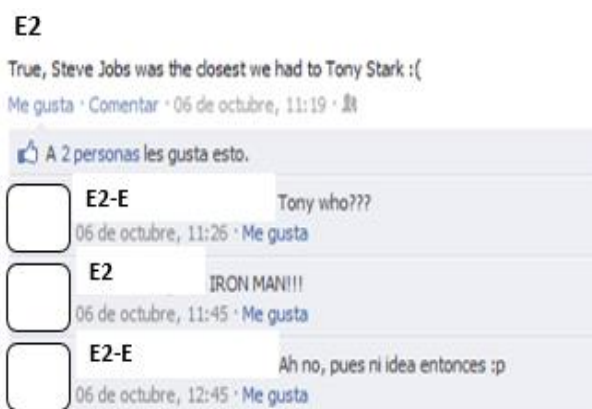 E2
True, Steve Jobs was the closest we had to Tony Stark :(
Me gusta · Comentar · 06 de octubre, 11:19 ·
A 2 personas les gusta esto.
E2-E Tony who???
06 de octubre, 11:26 · Me gusta
E2 IRON MAN!!!
06 de octubre, 11:45 · Me gusta
E2-E Ah no, pues ni idea entonces :p
06 de octubre, 12:45 · Me gusta